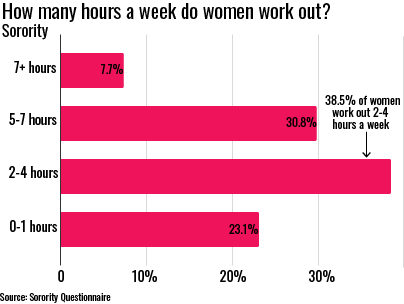 How many hours a week do women work out?
Sorority
7+ hours
7.7%
5-7 hours
30.8%
38.5% of women
work out 2-4
hours a week
2-4 hours
0-1 hours
23.1%
0
10%
20%
30%
Source: Sorority Questionnaire